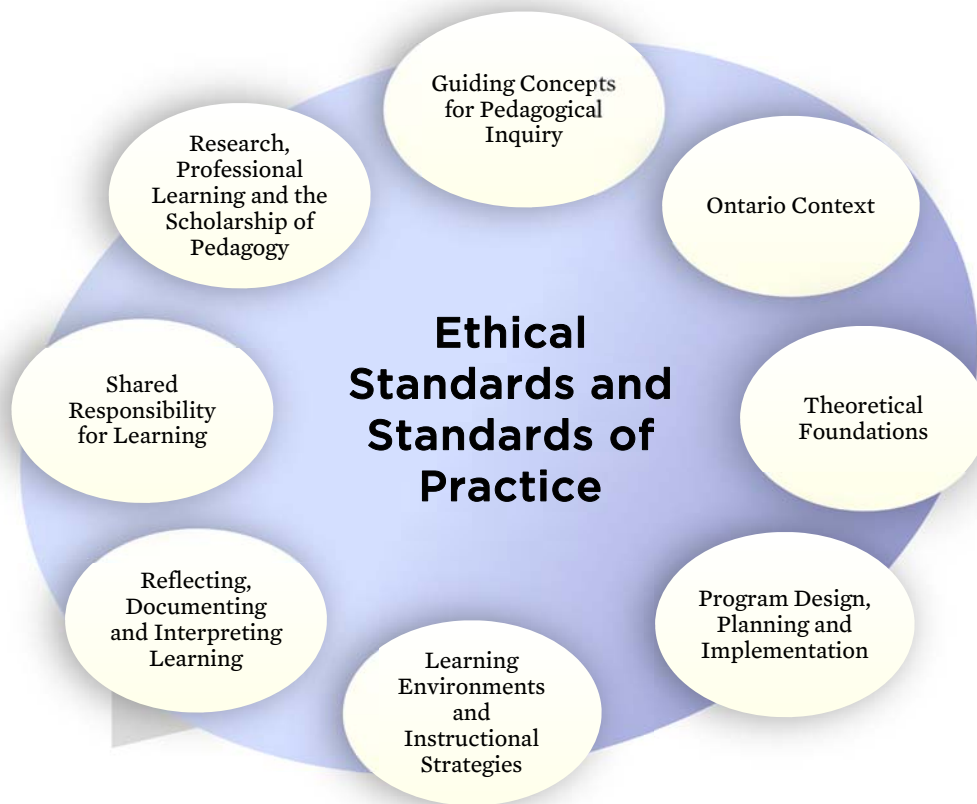 Guiding Concepts
for Pedagogical
Inquiry
Ontario Context
Theoretical
Foundations
Program Design,
Planning and
Implementation
Learning
Environments
and
Instructional
Strategies
Reflecting,
Documenting
and Interpreting
Learning
Shared
Responsibility
for Learning
Research,
Professional
Learning and the
Scholarship of
Pedagogy
Ethical
Standards and
Standards of
Practice